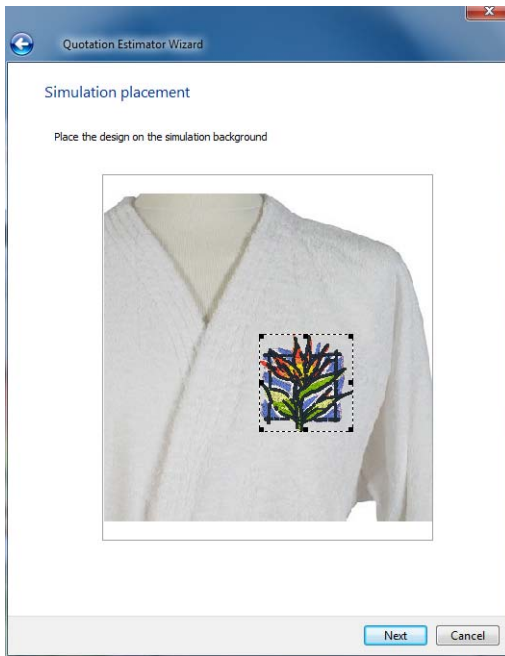 Quotation Estimator Wizard
Simulation placement
Place the design on the simulation background
Next Cancel